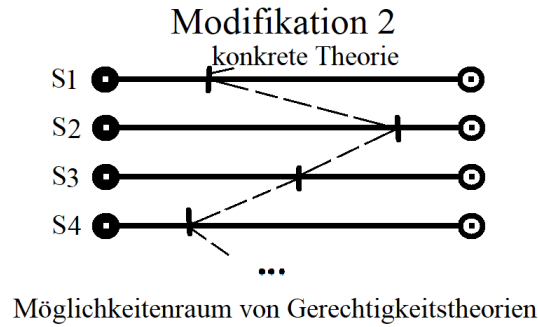 Modifikation 2
konkrete Theorie
S1
S2
S3
S4
...
Möglichkeitenraum von Gerechtigkeitstheorien